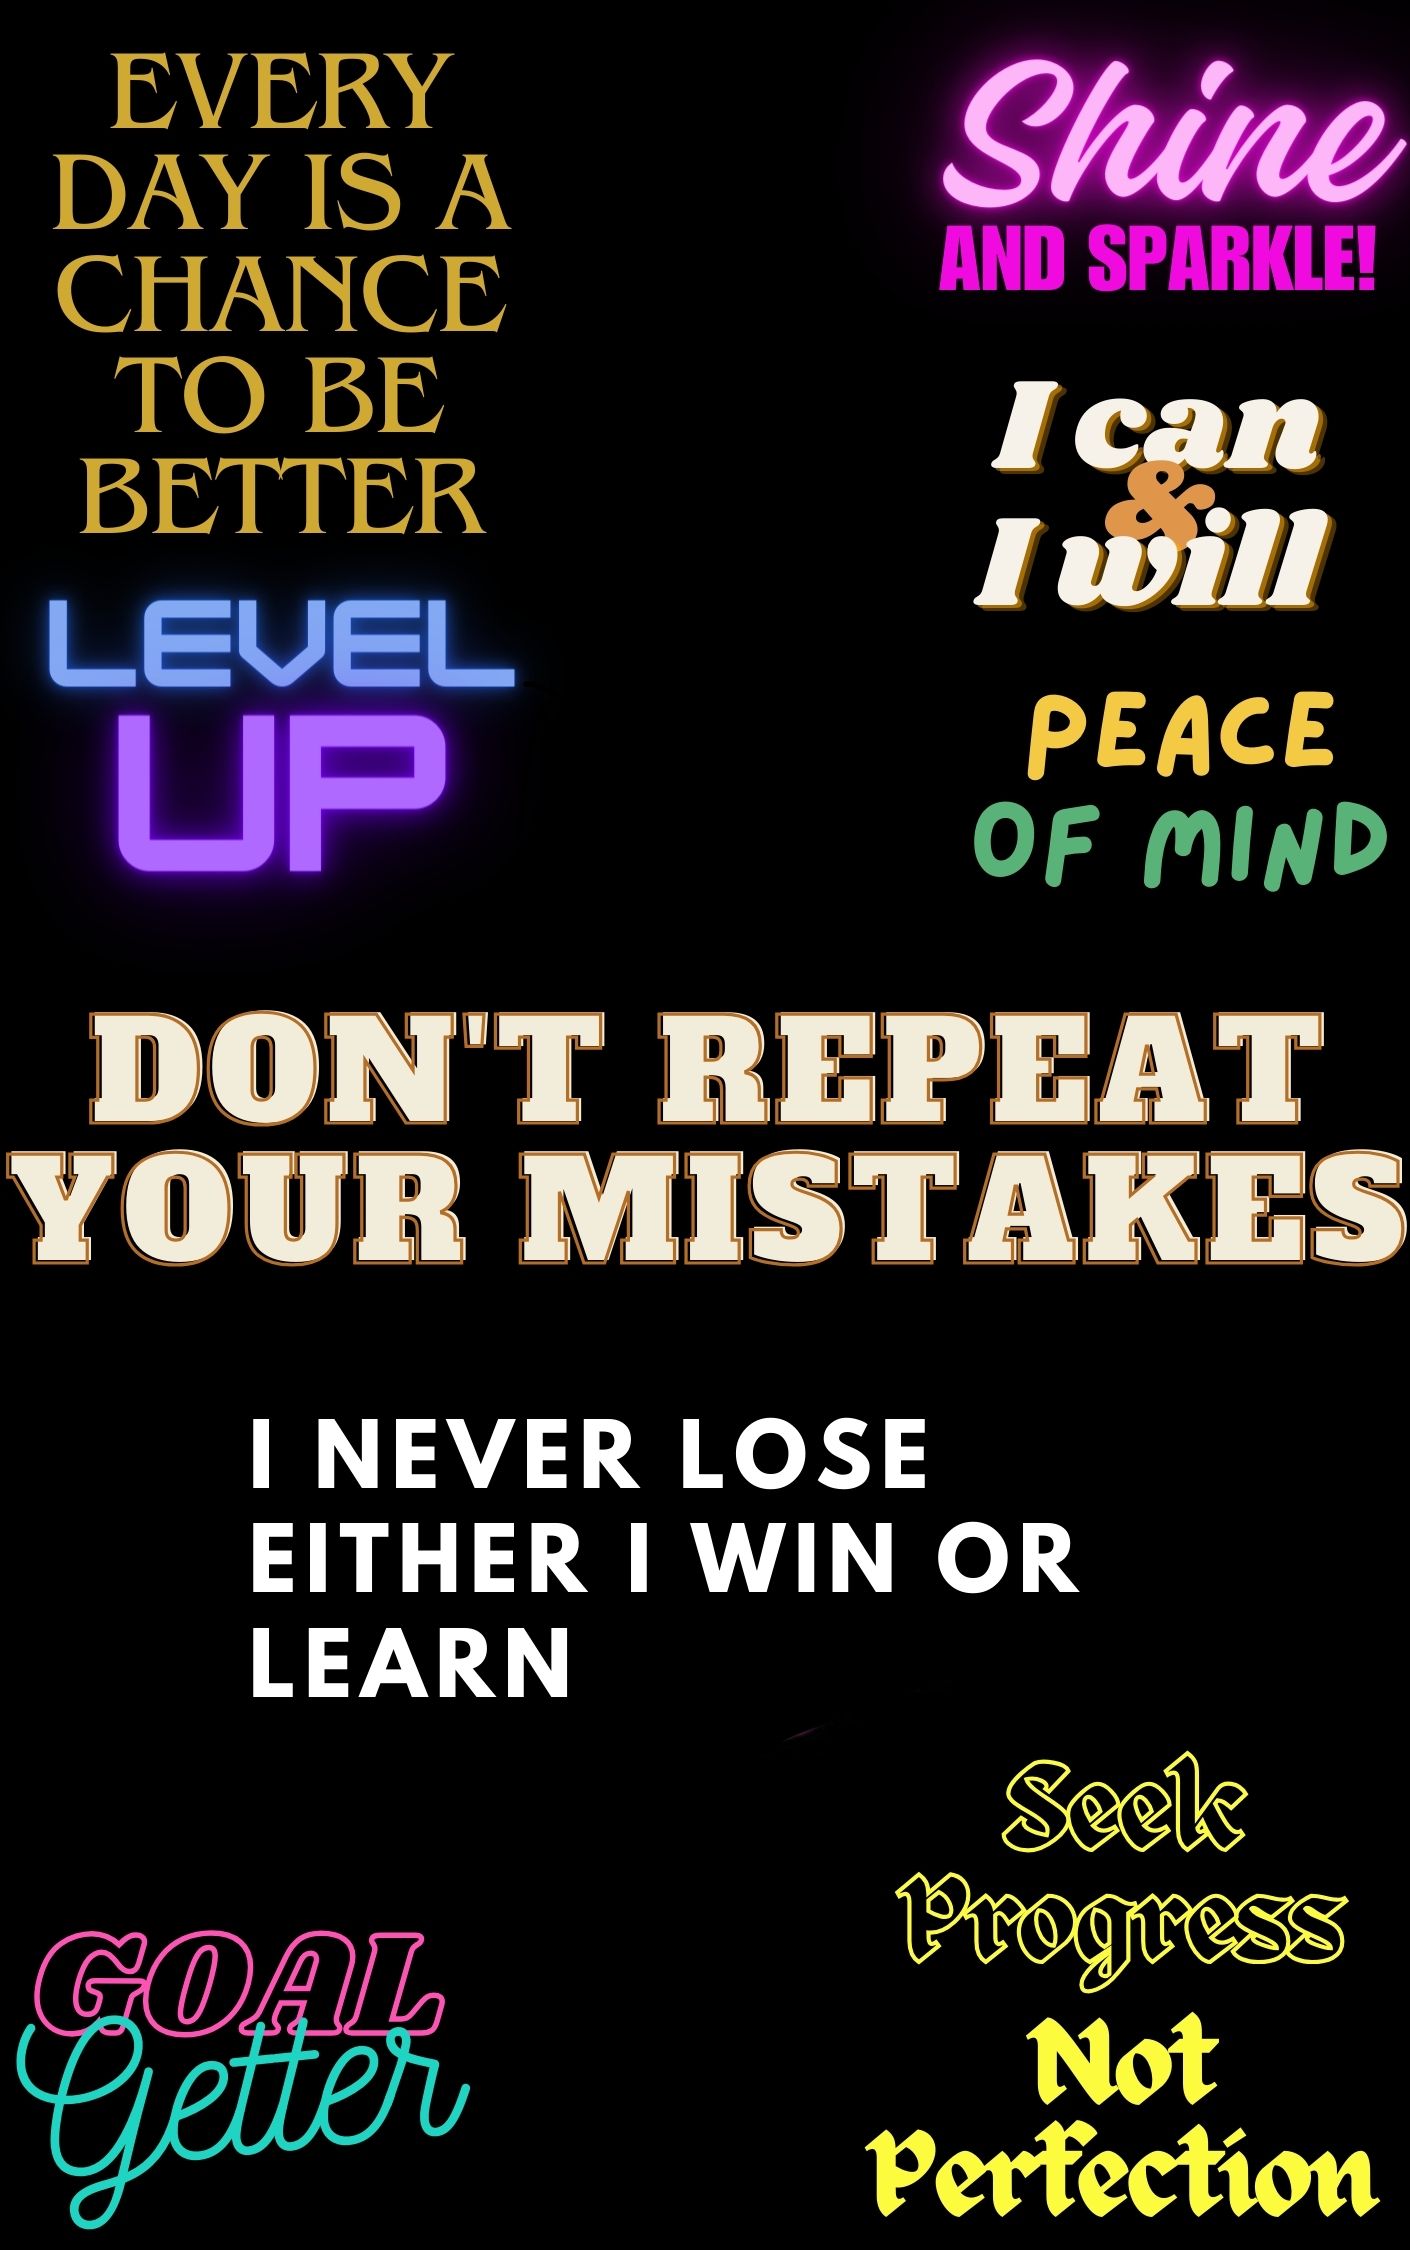 EVERY
DAY IS A
CHANCE
TO BE
BETTER
Shine
AND SPARKLE!
I can
&
I will
LEVEL
UP
PEACE
OF MIND
DON'T REPEAT
YOUR MISTAKES
I NEVER LOSE
EITHER I WIN OR
LEARN
Seek
Progress
Not
Perfection
GOAL
Getter